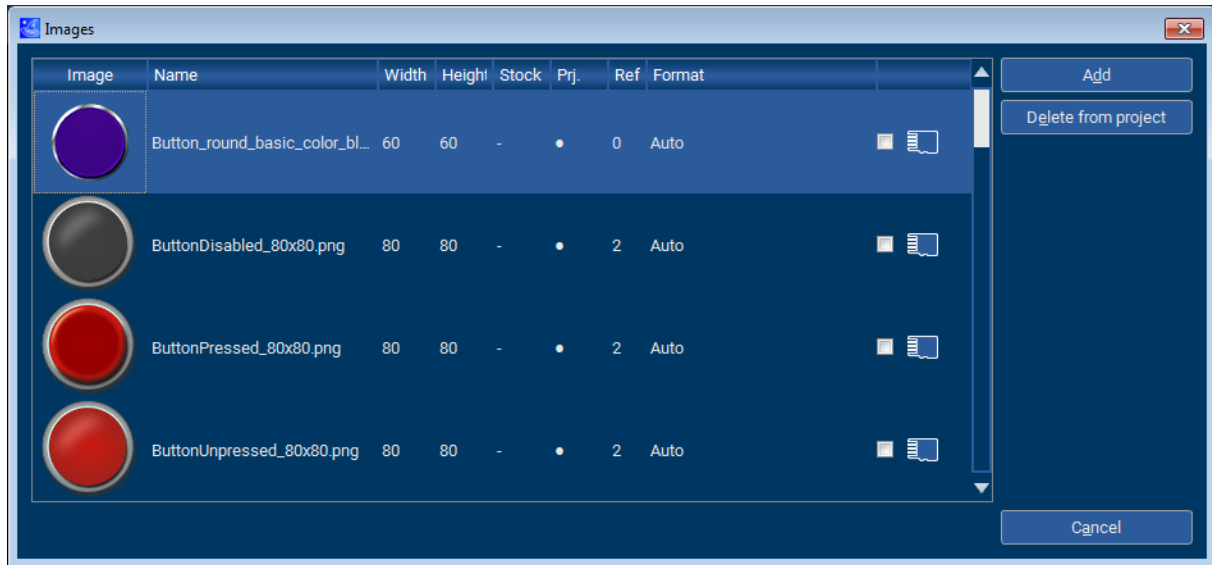 Images
Image Name Width Height Stock Prj. Ref Format
Button_round_basic_color_bl... 60 60 - • 0 Auto
ButtonDisabled_80x80.png 80 80 - • 2 Auto
ButtonPressed_80x80.png 80 80 - • 2 Auto
ButtonUnpressed_80x80.png 80 80 - • 2 Auto
Add
Delete from project
Cancel